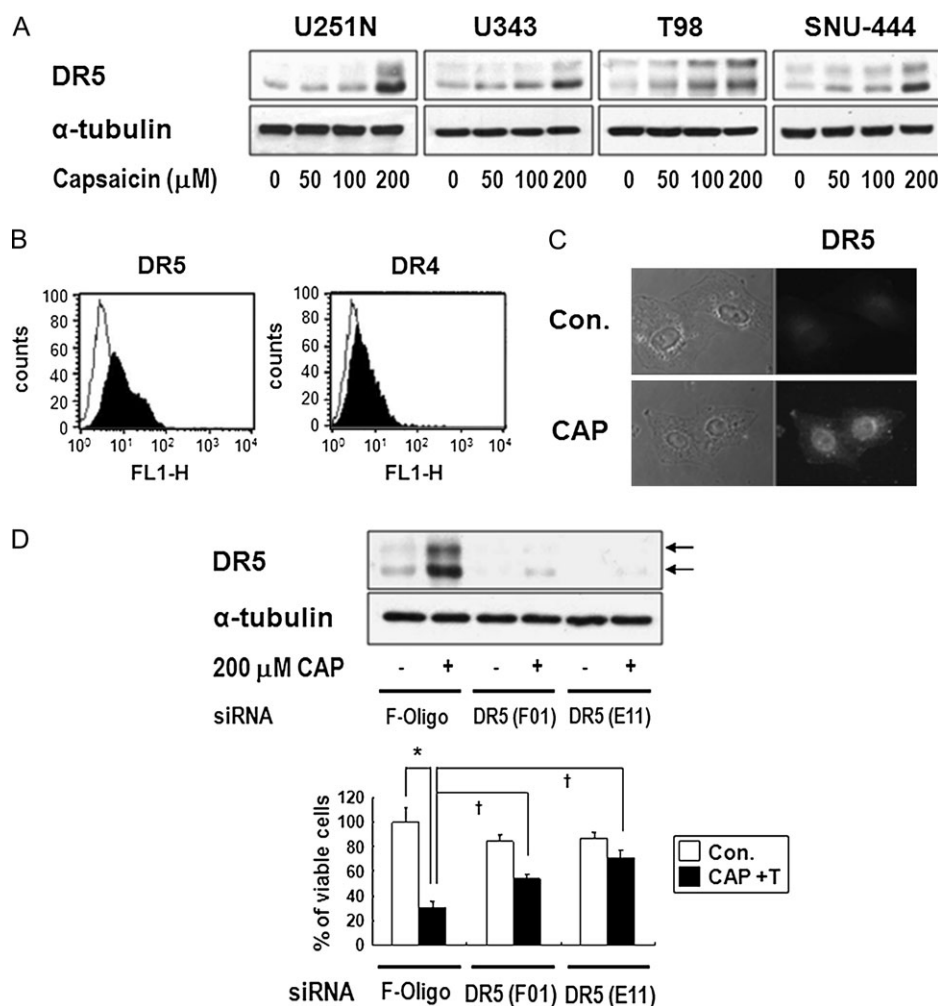 A
U251N U343 T98 SNU-444
DR5
α-tubulin
Capsaicin (μM) 0 50 100 200 0 50 100 200 0 50 100 200 0 50 100 200
B
DR5
counts
100
80
60
40
20
0
10⁰ 10¹ 10² 10³ 10⁴
FL1-H
DR4
counts
100
80
60
40
20
0
10⁰ 10¹ 10² 10³ 10⁴
FL1-H
C
DR5
Con.
CAP
D
DR5
α-tubulin
200 μM CAP - + - + - +
siRNA F-Oligo DR5 (F01) DR5 (E11)
* † †
% of viable cells
120
100
80
60
40
20
0
Con.
CAP +T
siRNA F-Oligo DR5 (F01) DR5 (E11)